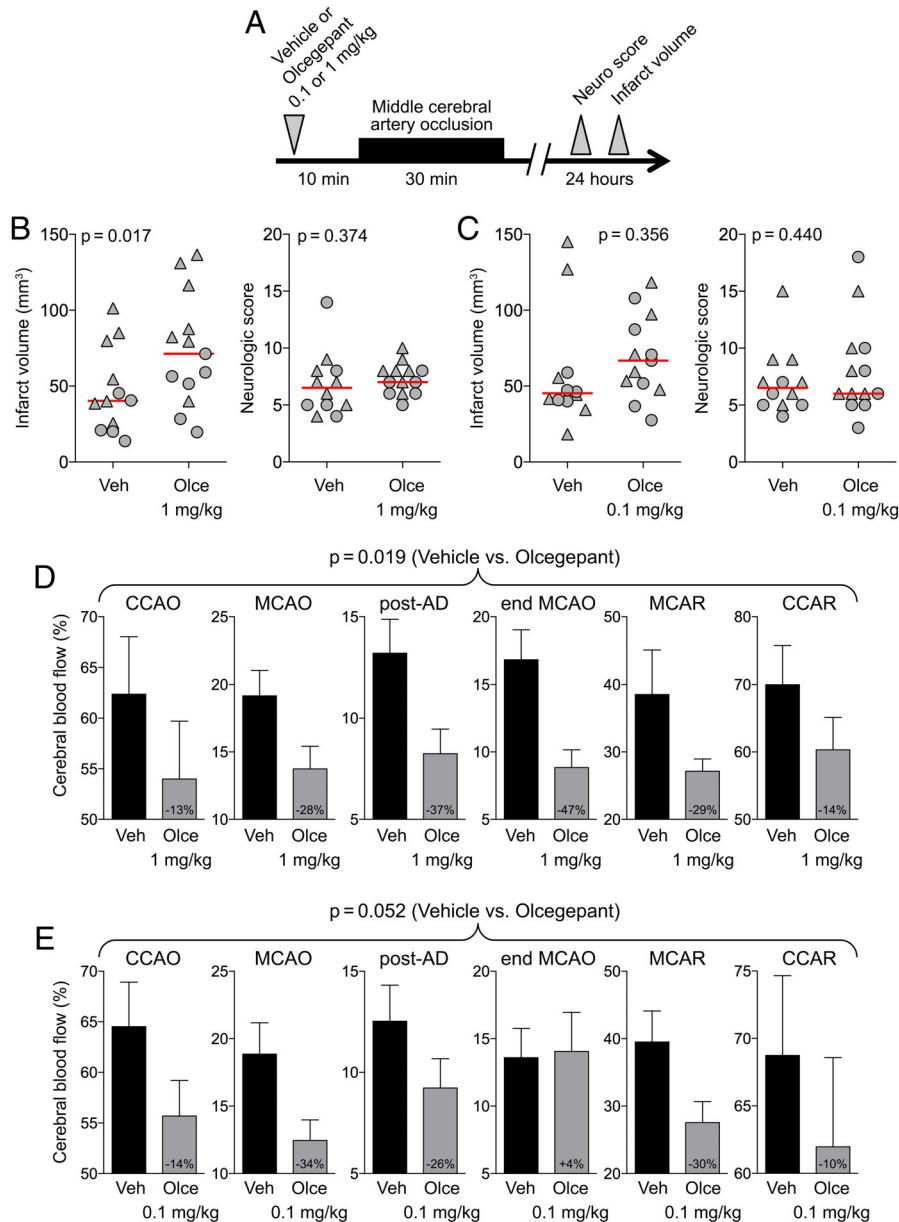 A
Vehicle or
Olcegepant
0.1 or 1 mg/kg
Middle cerebral
artery occlusion
Neuro score
Infarct volume
10 min
30 min
24 hours
B
p = 0.017
Infarct volume (mm³)
150
100
50
0
Veh
Olce
1 mg/kg
p = 0.374
Neurologic score
20
15
10
5
0
Veh
Olce
1 mg/kg
C
p = 0.356
Infarct volume (mm³)
150
100
50
0
Veh
Olce
0.1 mg/kg
p = 0.440
Neurologic score
20
15
10
5
0
Veh
Olce
0.1 mg/kg
D
p = 0.019 (Vehicle vs. Olcegepant)
Cerebral blood flow (%)
CCAO
70
65
60
55
50
-13%
Veh Olce
1 mg/kg
MCAO
25
20
15
10
-28%
Veh Olce
1 mg/kg
post-AD
15
10
5
-37%
Veh Olce
1 mg/kg
end MCAO
20
15
10
5
-47%
Veh Olce
1 mg/kg
MCAR
50
40
30
20
-29%
Veh Olce
1 mg/kg
CCAR
80
70
60
50
-14%
Veh Olce
1 mg/kg
E
p = 0.052 (Vehicle vs. Olcegepant)
Cerebral blood flow (%)
CCAO
70
65
60
55
50
-14%
Veh Olce
0.1 mg/kg
MCAO
25
20
15
10
-34%
Veh Olce
0.1 mg/kg
post-AD
15
10
5
-26%
Veh Olce
0.1 mg/kg
end MCAO
20
15
10
5
+4%
Veh Olce
0.1 mg/kg
MCAR
50
40
30
20
-30%
Veh Olce
0.1 mg/kg
CCAR
75
70
65
60
-10%
Veh Olce
0.1 mg/kg